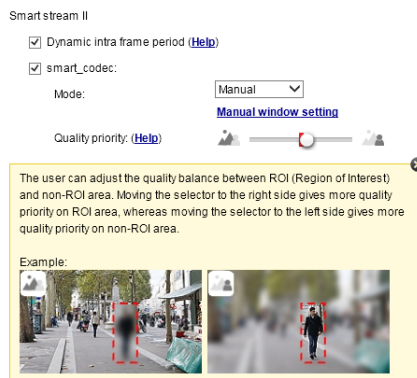 Smart stream II
Dynamic intra frame period (Help)
smart_codec:
Mode: Manual
Manual window setting
Quality priority: (Help)
The user can adjust the quality balance between ROI (Region of Interest)
and non-ROI area. Moving the selector to the right side gives more quality
priority on ROI area, whereas moving the selector to the left side gives more
quality priority on non-ROI area.
Example: